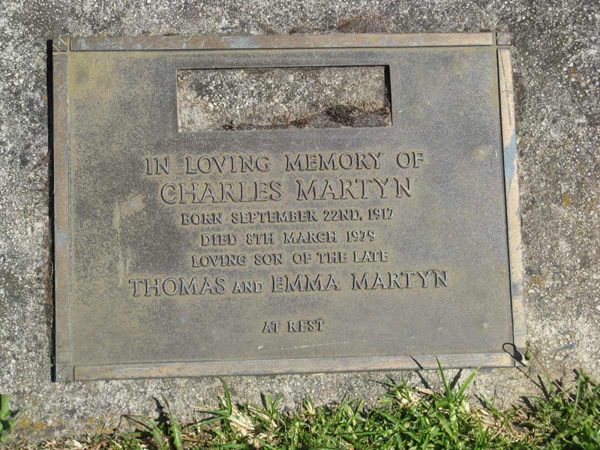 IN LOVING MEMORY OF
CHARLES MARTYN
BORN SEPTEMBER 22ND, 1917
DIED 8TH MARCH 1979
LOVING SON OF THE LATE
THOMAS AND EMMA MARTYN
AT REST